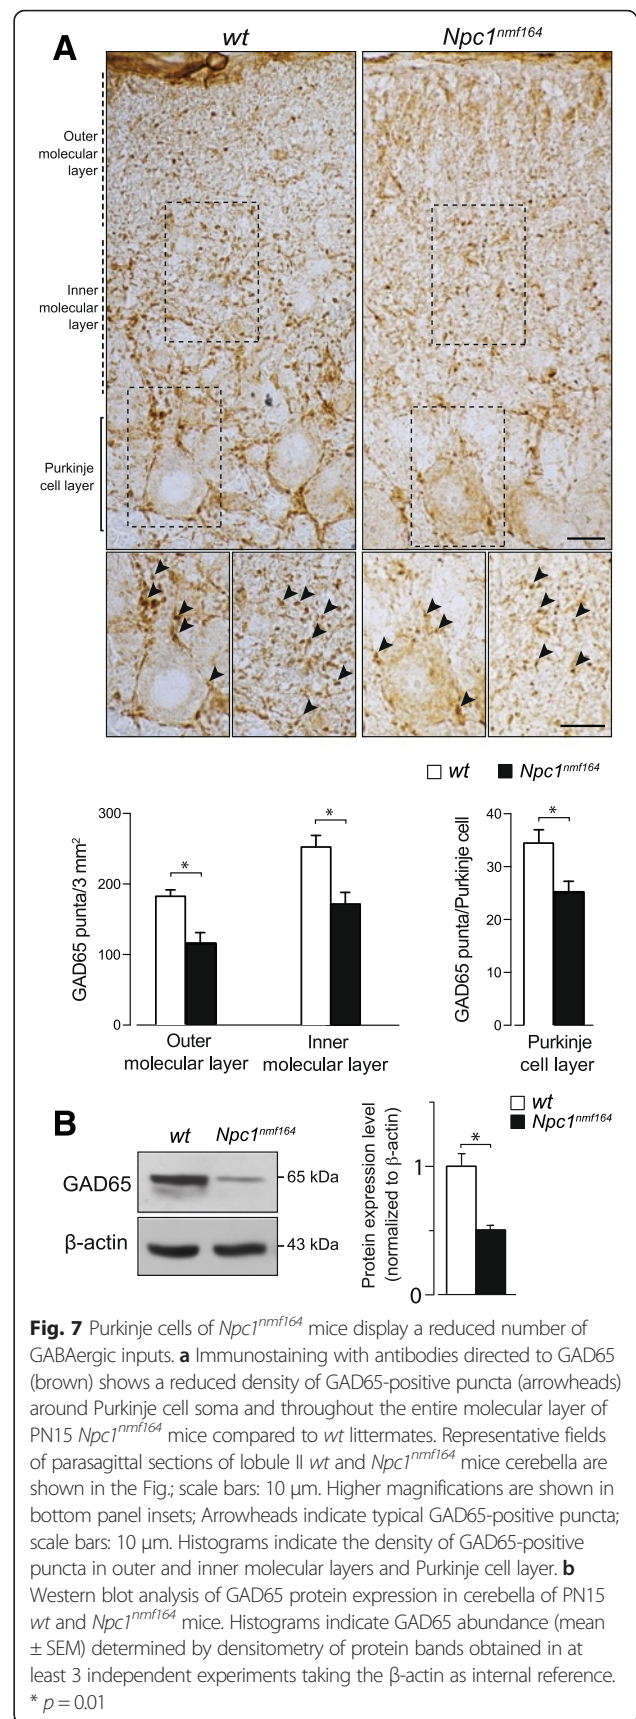 A
wt
Npc1nmf164
Outer
molecular
layer
Inner
molecular
layer
Purkinje
cell layer
wt
Npc1nmf164
300
200
100
0
GAD65 punta/3 mm2
*
*
Outer
molecular layer
Inner
molecular layer
40
30
20
30
0
GAD65 punta/Purkinje cell
*
Purkinje
cell layer
B
wt
Npc1nmf164
GAD65
65 kDa
β-actin
43 kDa
Protein expression level
(normalized to β-actin)
1
0
*
wt
Npc1nmf164
Fig. 7 Purkinje cells of Npc1nmf164 mice display a reduced number of
GABAergic inputs. a Immunostaining with antibodies directed to GAD65
(brown) shows a reduced density of GAD65-positive puncta (arrowheads)
around Purkinje cell soma and throughout the entire molecular layer of
PN15 Npc1nmf164 mice compared to wt littermates. Representative fields
of parasagittal sections of lobule II wt and Npc1nmf164 mice cerebella are
shown in the Fig.; scale bars: 10 μm. Higher magnifications are shown in
bottom panel insets; Arrowheads indicate typical GAD65-positive puncta;
scale bars: 10 μm. Histograms indicate the density of GAD65-positive
puncta in outer and inner molecular layers and Purkinje cell layer. b
Western blot analysis of GAD65 protein expression in cerebella of PN15
wt and Npc1nmf164 mice. Histograms indicate GAD65 abundance (mean
± SEM) determined by densitometry of protein bands obtained in at
least 3 independent experiments taking the β-actin as internal reference.
* p = 0.01